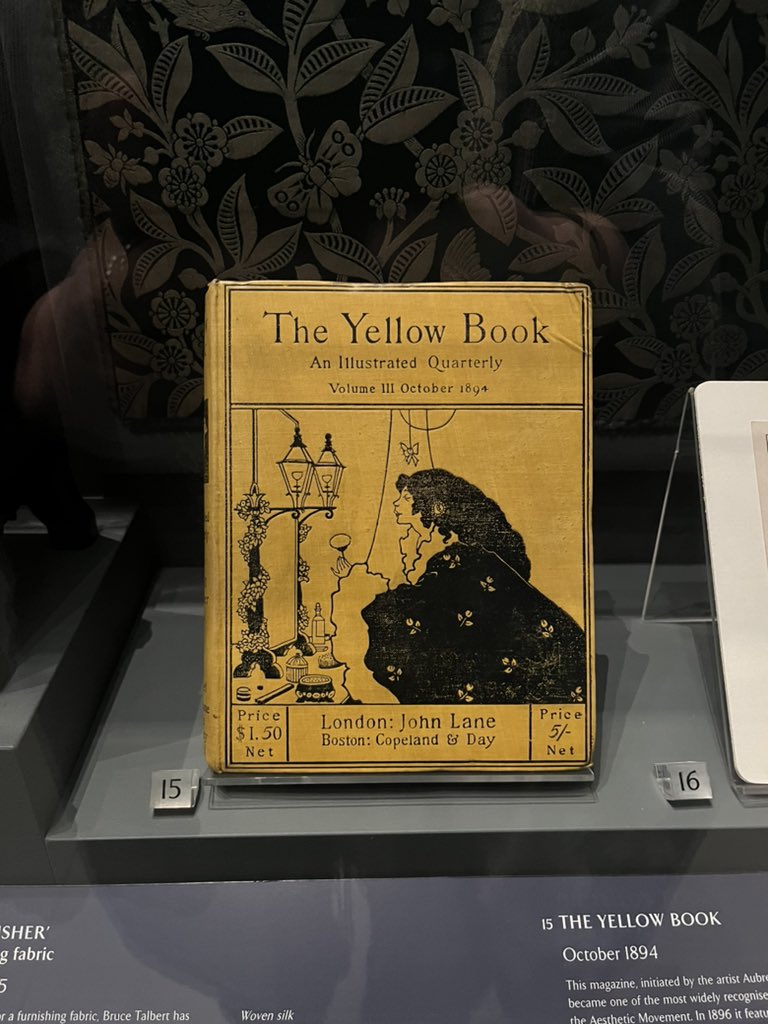 The Yellow Book
An Illustrated Quarterly
Volume III October 1894
Price
$1.50
Net
London: John Lane
Boston: Copeland & Day
Price
5/-
Net
15
16
ISHER'
g fabric
5
or a furnishing fabric, Bruce Talbert has
Woven silk
15 THE YELLOW BOOK
October 1894
This magazine, initiated by the artist Aubre
became one of the most widely recognise
the Aesthetic Movement. In 1896 it featu